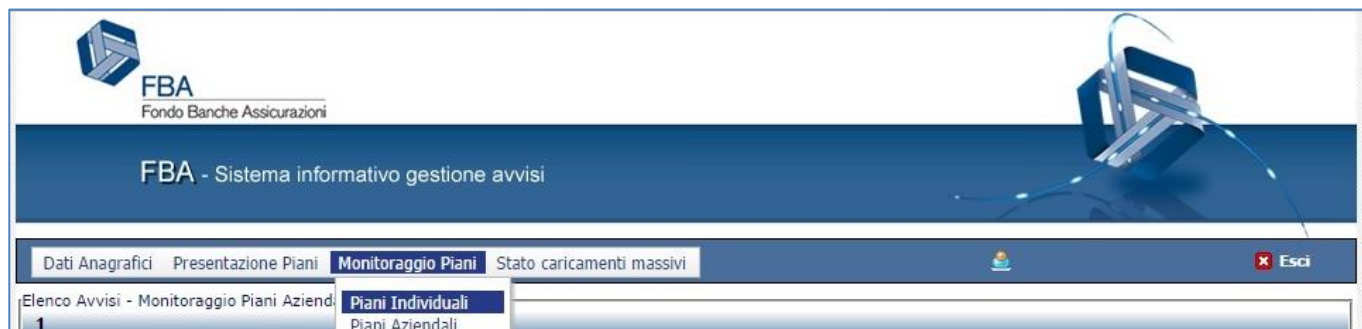 FBA
Fondo Banche Assicurazioni
FBA - Sistema informativo gestione avvisi
Dati Anagrafici Presentazione Piani Monitoraggio Piani Stato caricamenti massivi Esci
Elenco Avvisi - Monitoraggio Piani Aziend
Piani Individuali
1
Piani Aziendali